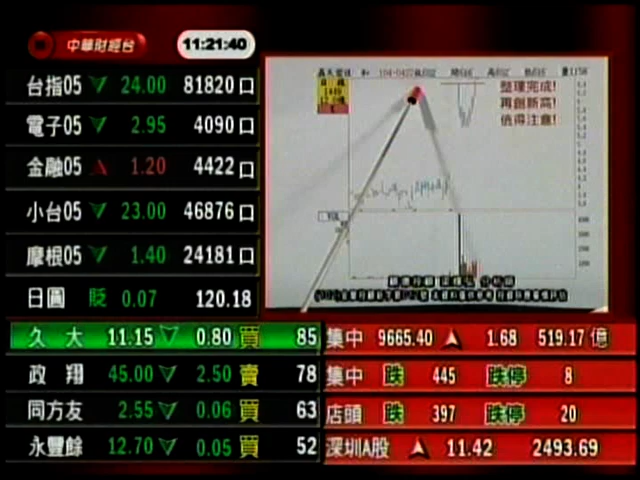 中華財經台
11:21:40
台指05 ▽ 24.00 81820口
電子05 ▽ 2.95 4090口
金融05 △ 1.20 4422口
小台05 ▽ 23.00 46876口
摩根05 ▽ 1.40 24181口
日圓 貶 0.07 120.18
整理完成!
再創新高!
值得注意!
VOL
久大 11.15 ▽ 0.80 買 85
政翔 45.00 ▽ 2.50 賣 78
同方友 2.55 ▽ 0.06 買 63
永豐餘 12.70 ▽ 0.05 買 52
集中 9665.40 ▲ 1.68 519.17億
集中 跌 445 跌停 8
店頭 跌 397 跌停 20
深圳A股 ▲ 11.42 2493.69